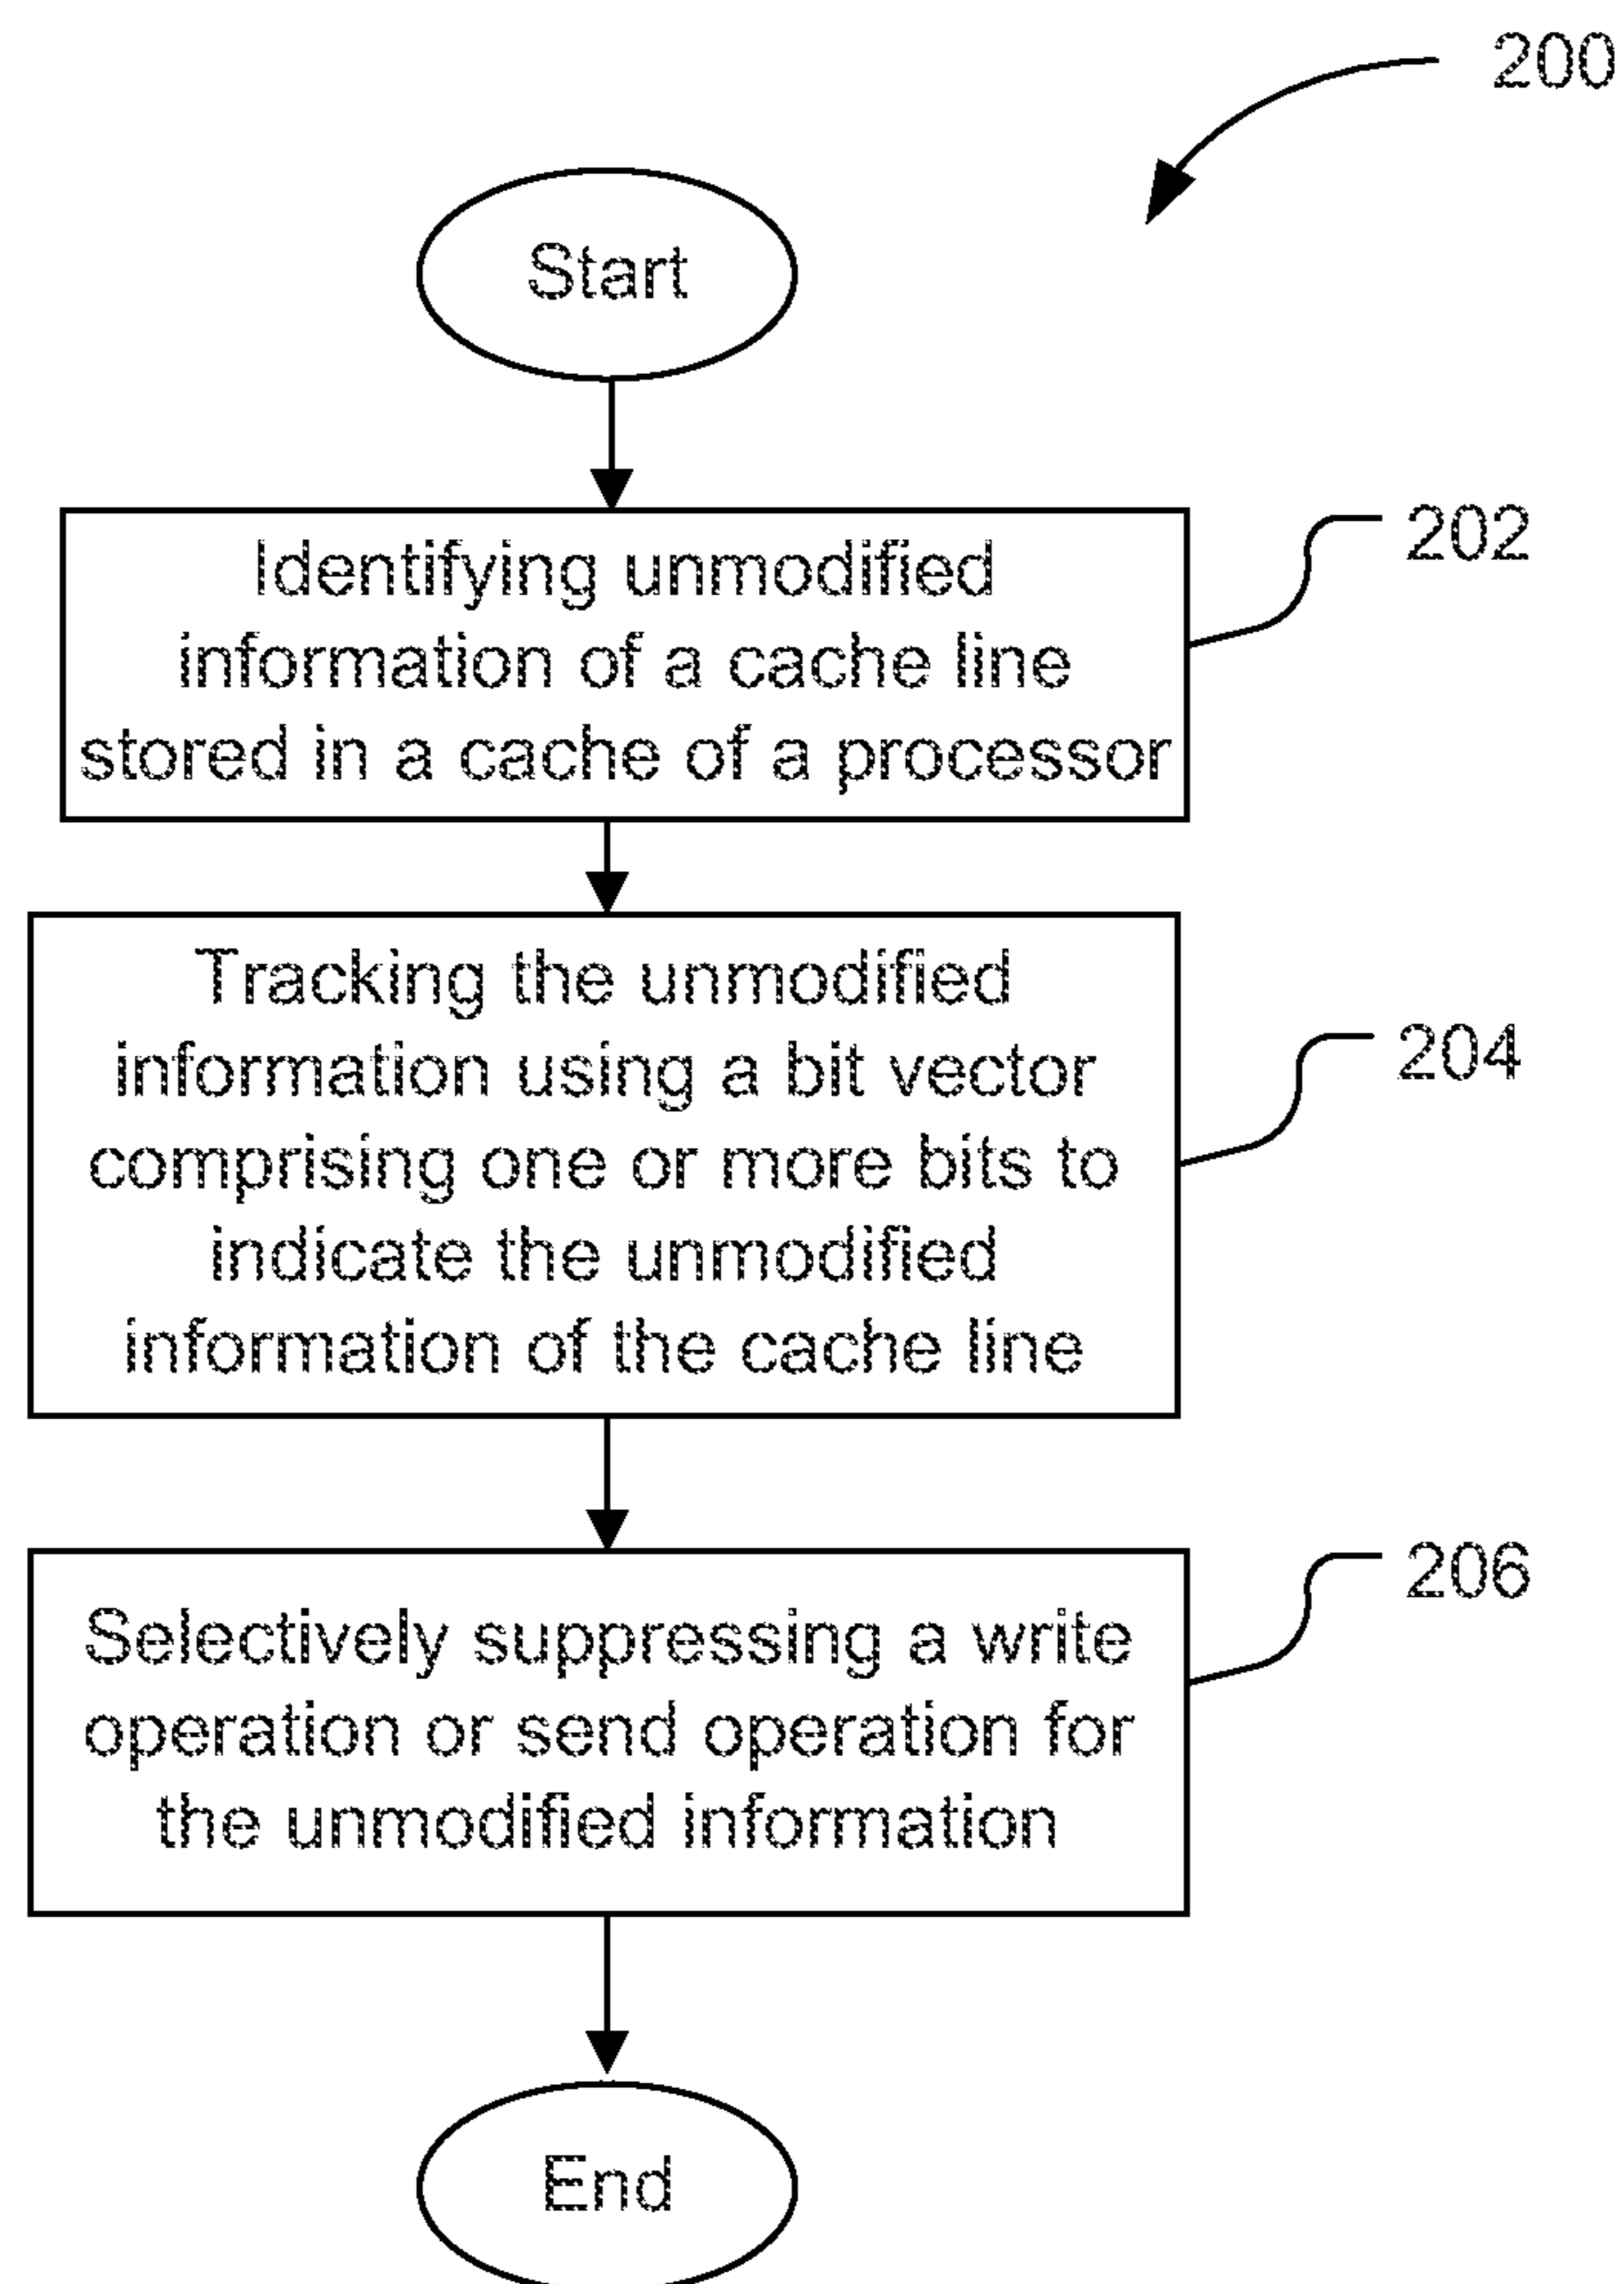 200
Start
Identifying unmodified
information of a cache line
stored in a cache of a processor
202
Tracking the unmodified
information using a bit vector
comprising one or more bits to
indicate the unmodified
information of the cache line
204
Selectively suppressing a write
operation or send operation for
the unmodified information
206
End